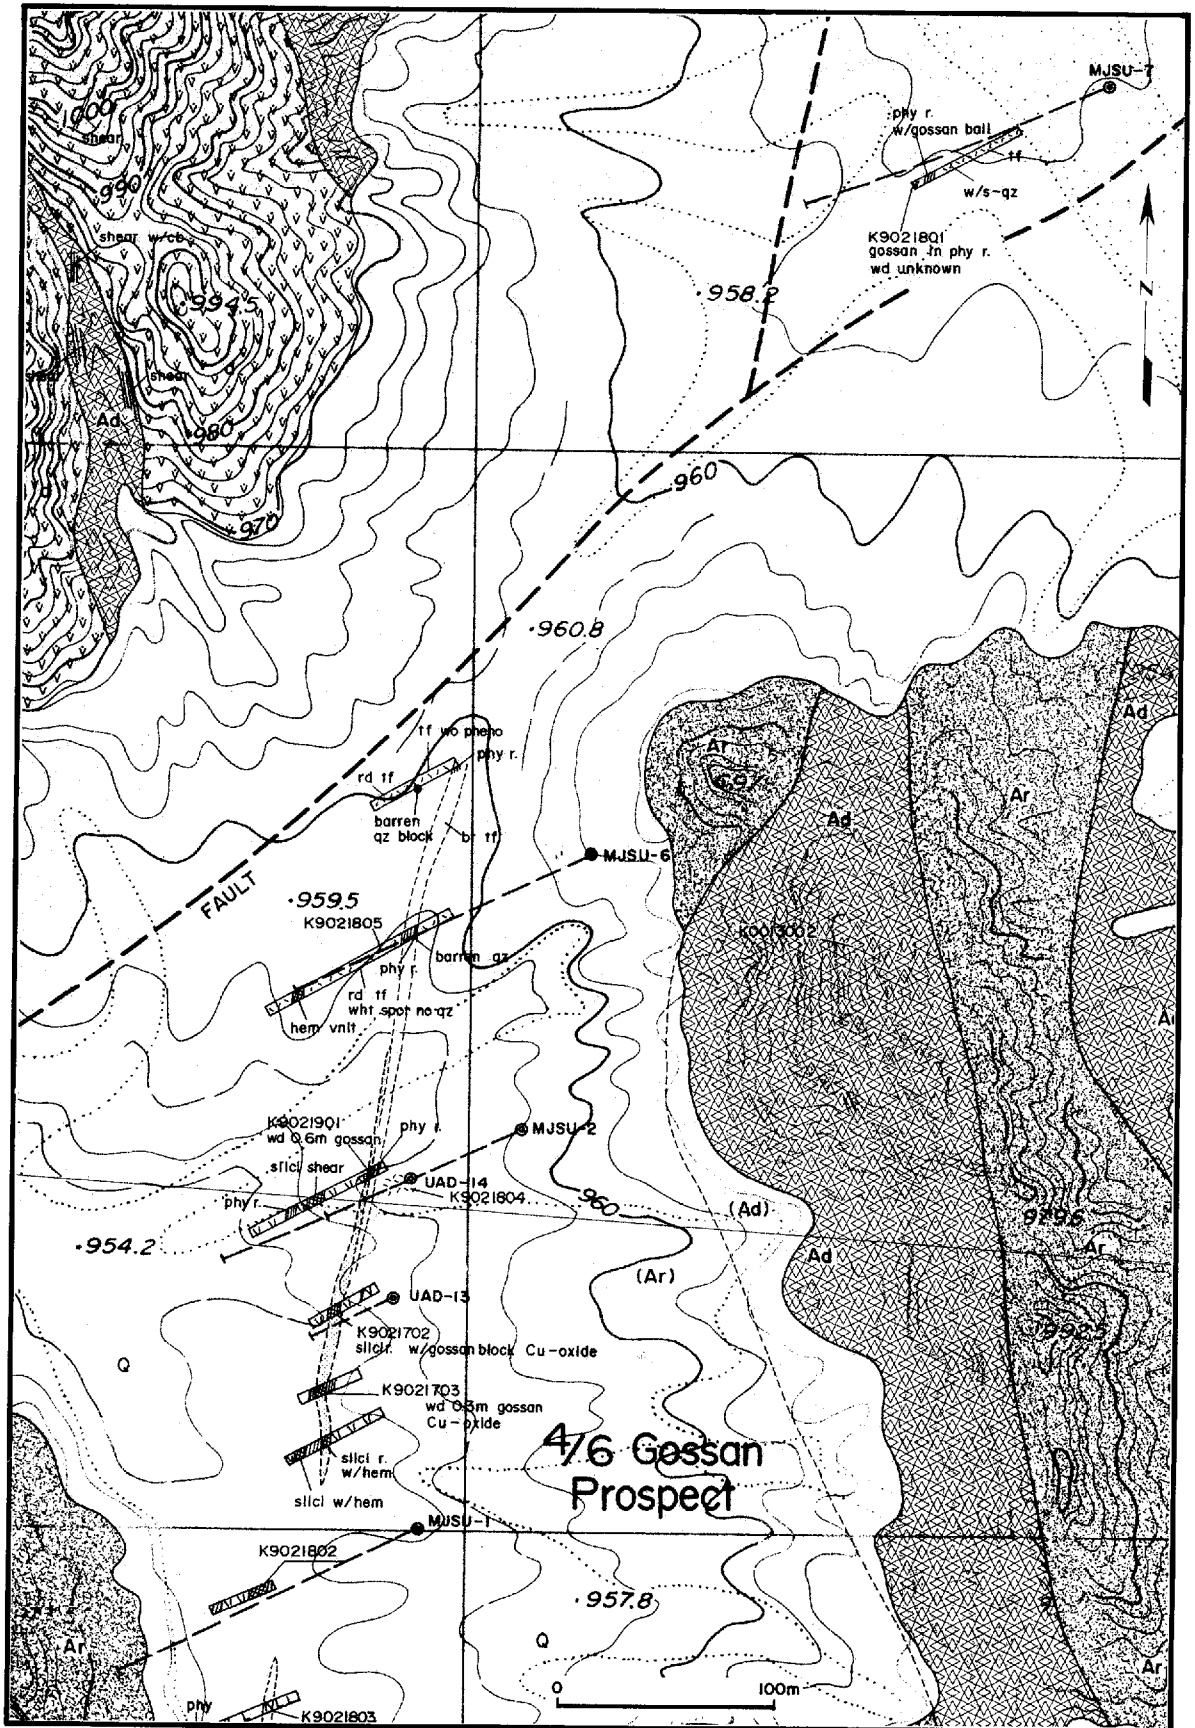 MJSU-7
1000
shear
phy r.
w/gossan ball
tf
990
w/s-qz
shear w/cb
K9021801
gossan in phy r.
wd unknown
N
994.5
958.2
shear
shear
Ad
980
960
970
960.8
Ad
tf wo pheno
phy r.
Ar
rd tf
Ar
barren
qz block
br tf
Ad
MJSU-6
FAULT
959.5
K9021805
K0013002
barren qz
phy r.
rd tf
wht spot no-qz
hem vnlt
K9021901
wd 0.6m gossan
phy r.
MJSU-2
silci shear
UAD-14
K9021804
phy r.
960
(Ad)
979.6
954.2
Ad
Ar
(Ar)
UAD-13
K9021702
silcir. w/gossan block Cu-oxide
992.5
Q
K9021703
wd 0.3m gossan
Cu-oxide
4/6 Gossan
Prospect
silci r.
w/hem
silci w/hem
MJSU-1
K9021802
957.8
Ar
Q
Ar
0 100m
phy
K9021803